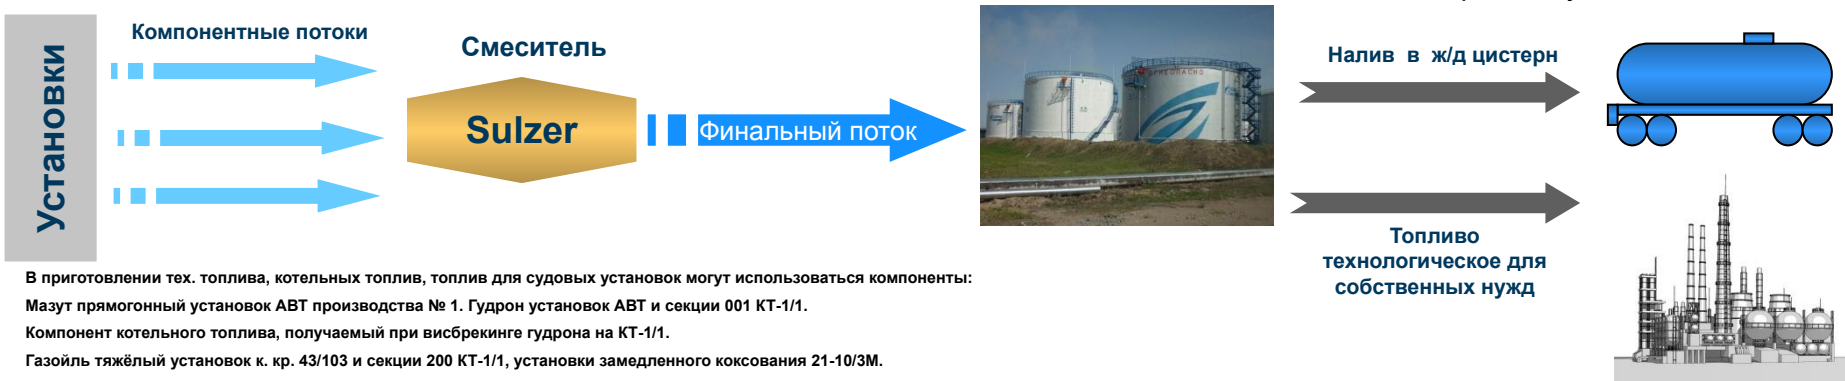 Установки
Компонентные потоки
Смеситель
Sulzer
Финальный поток
ОГНЕОПАСНО
Налив в ж/д цистерн
Топливо
технологическое для
собственных нужд
В приготовлении тех. топлива, котельных топлив, топлив для судовых установок могут использоваться компоненты:
Мазут прямогонный установок АВТ производства № 1. Гудрон установок АВТ и секции 001 КТ-1/1.
Компонент котельного топлива, получаемый при висбрекинге гудрона на КТ-1/1.
Газойль тяжёлый установок к. кр. 43/103 и секции 200 КТ-1/1, установки замедленного коксования 21-10/3М.